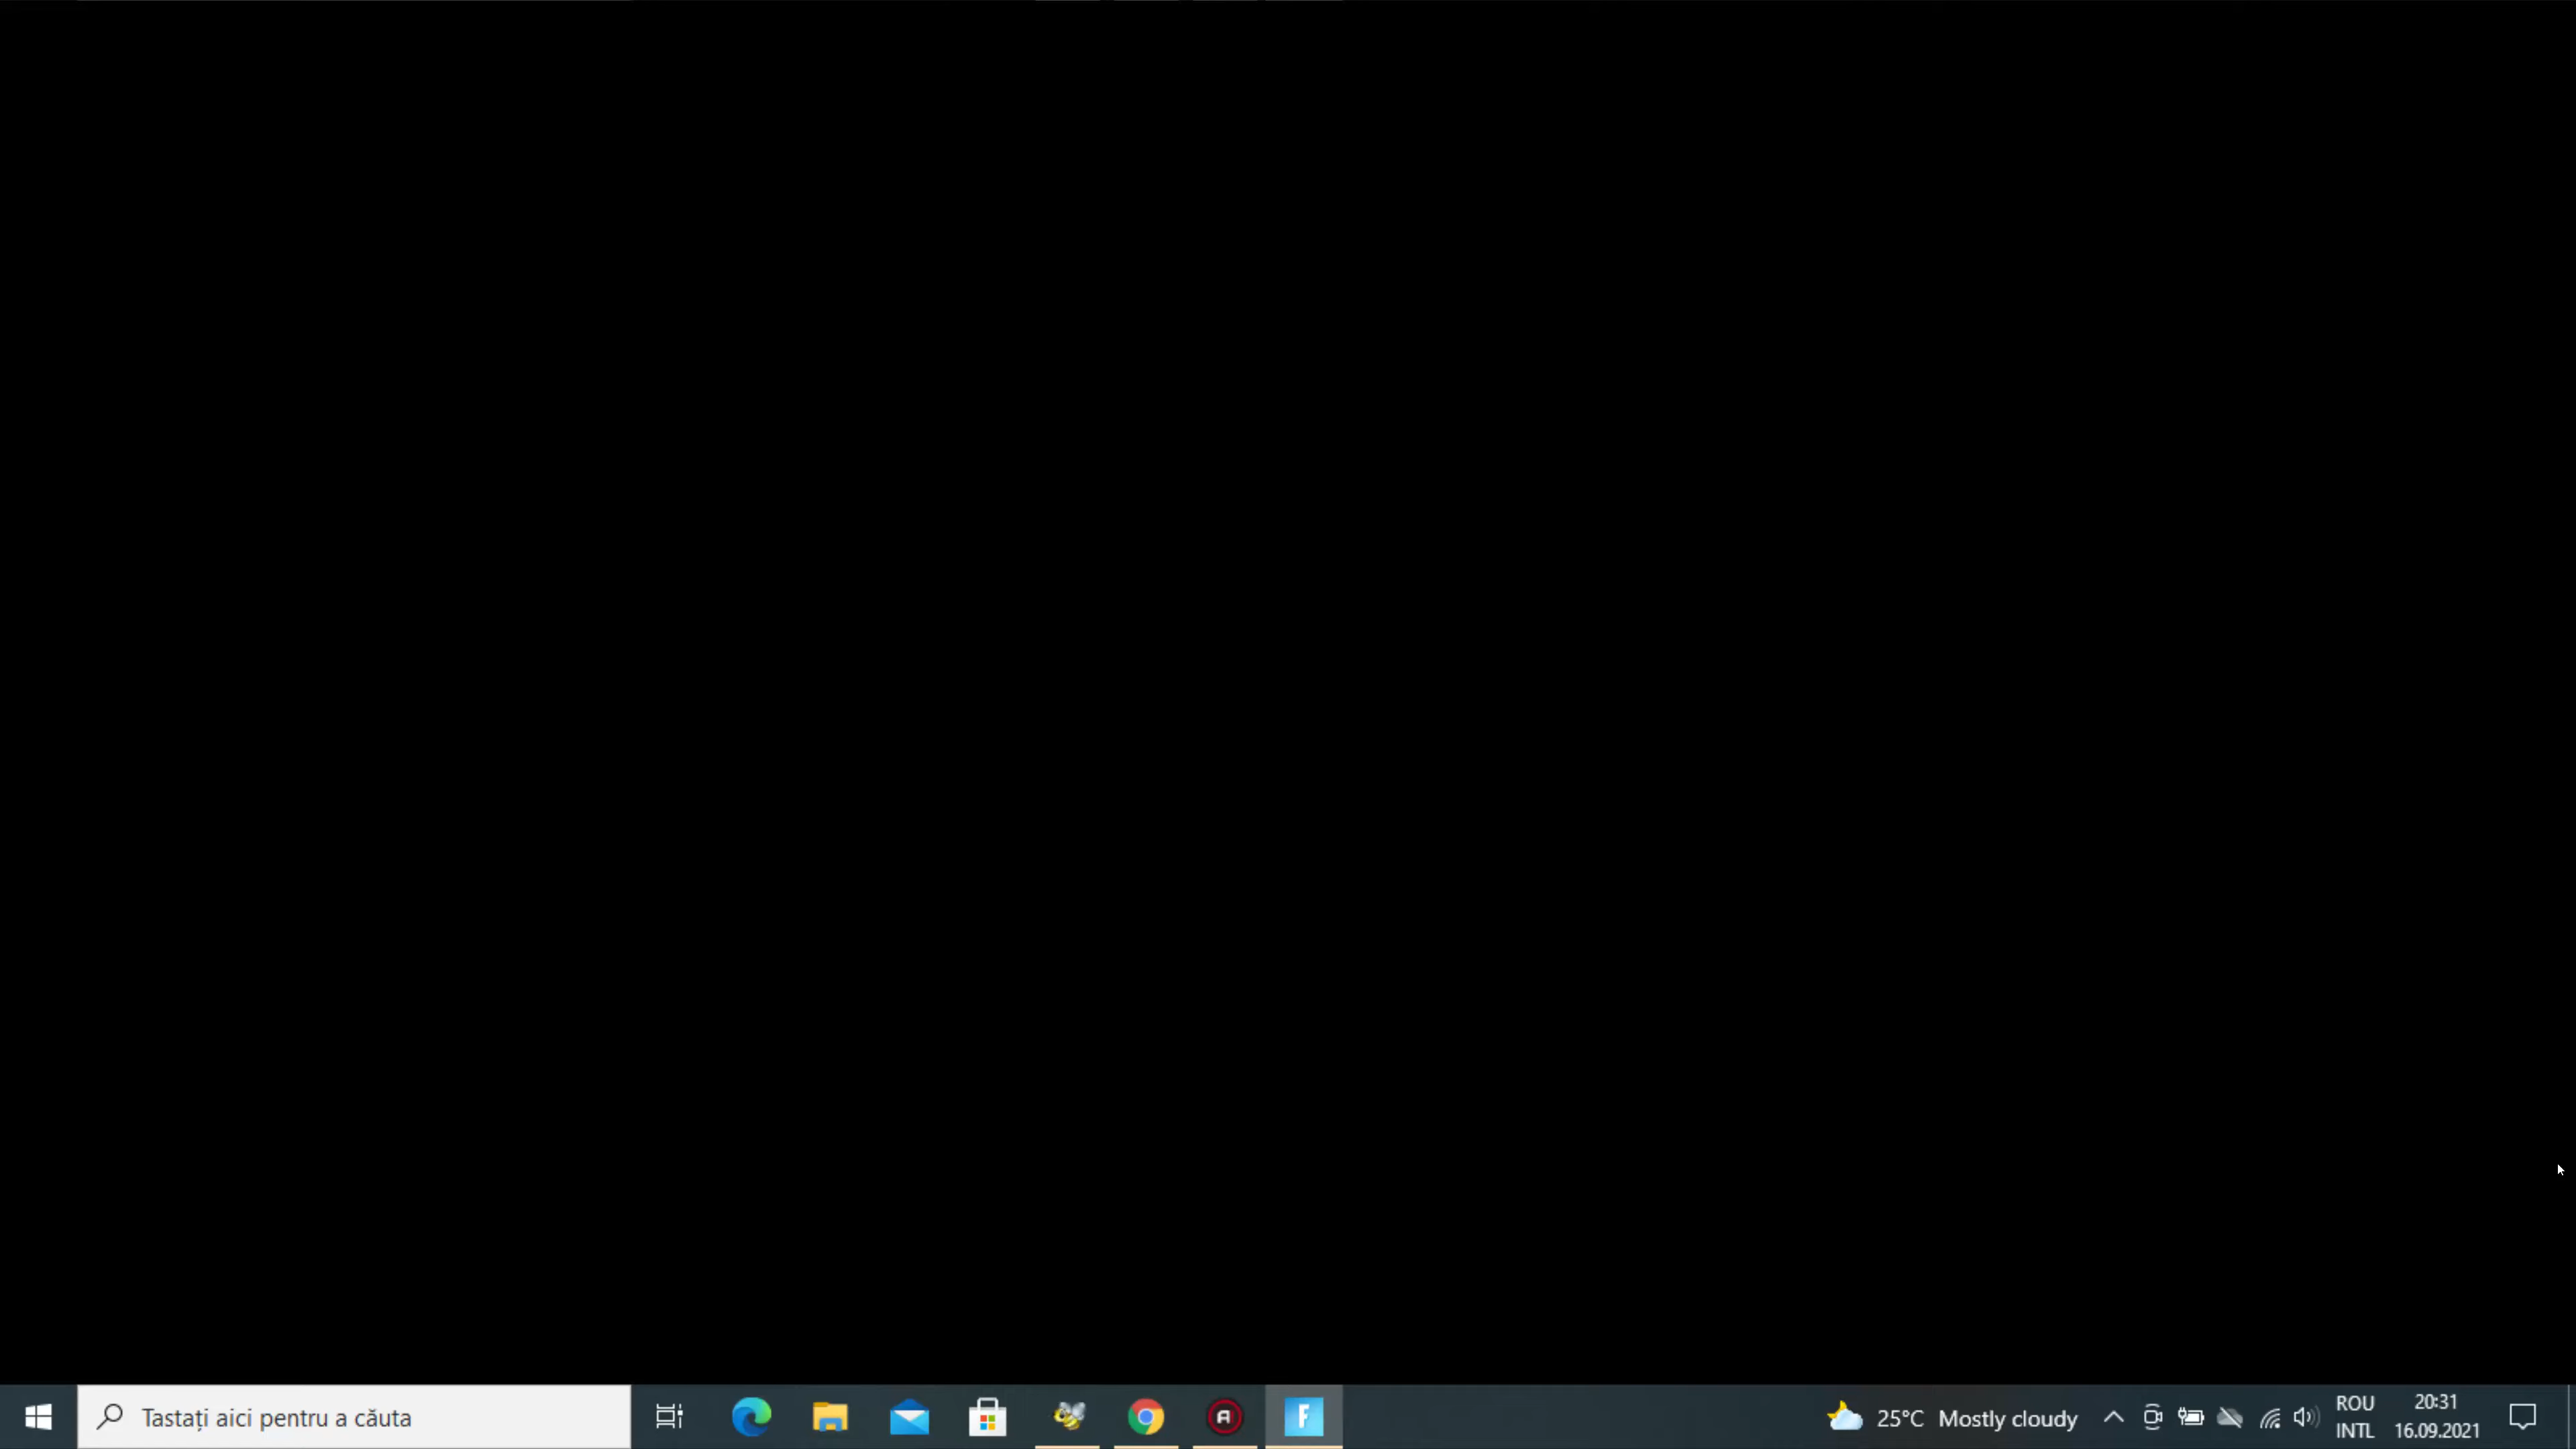 Tastați aici pentru a căuta
25°C Mostly cloudy
ROU
INTL
20:31
16.09.2021